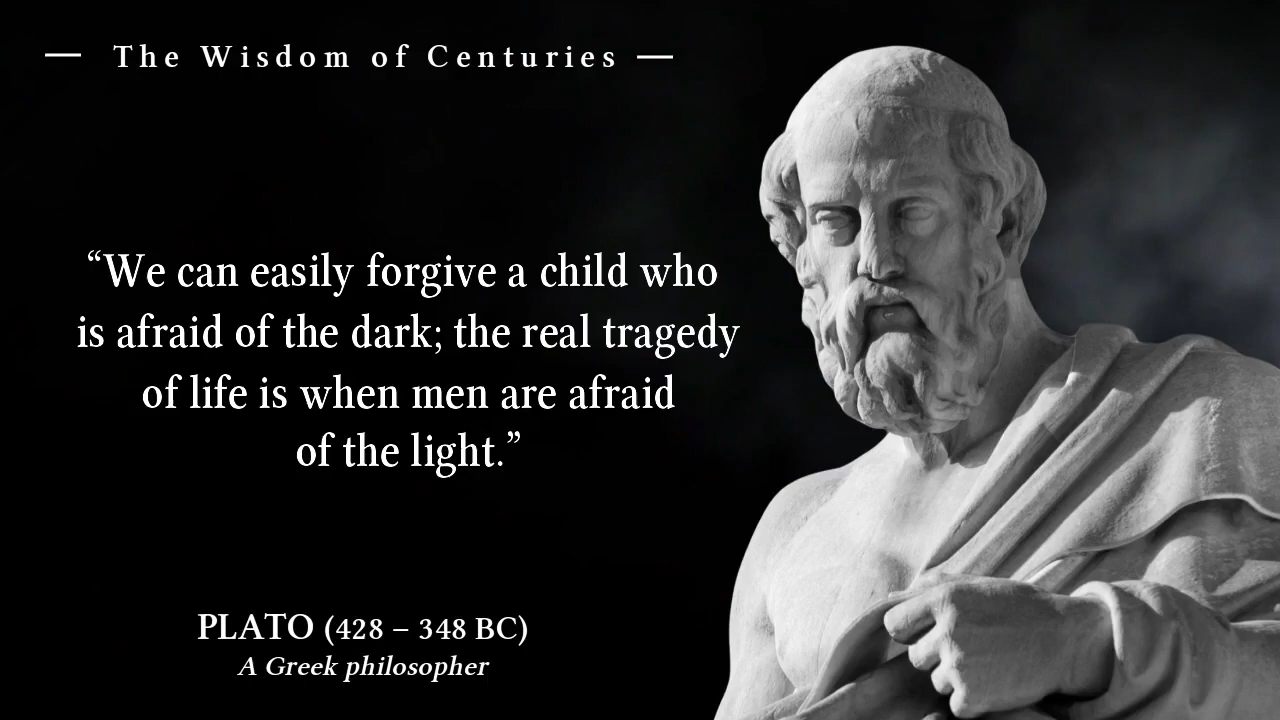 — The Wisdom of Centuries —
“We can easily forgive a child who
is afraid of the dark; the real tragedy
of life is when men are afraid
of the light.”
PLATO (428 – 348 BC)
A Greek philosopher